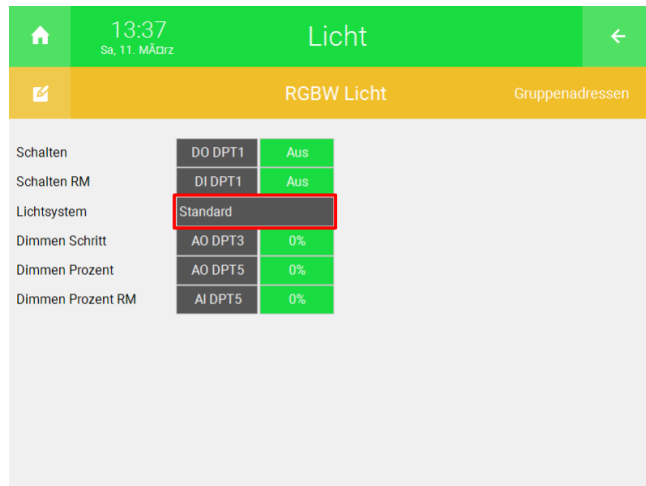 13:37
Sa, 11. MÃ¤rz
Licht
RGBW Licht
Gruppenadressen
Schalten DO DPT1 Aus
Schalten RM DI DPT1 Aus
Lichtsystem Standard
Dimmen Schritt AO DPT3 0%
Dimmen Prozent AO DPT5 0%
Dimmen Prozent RM AI DPT5 0%